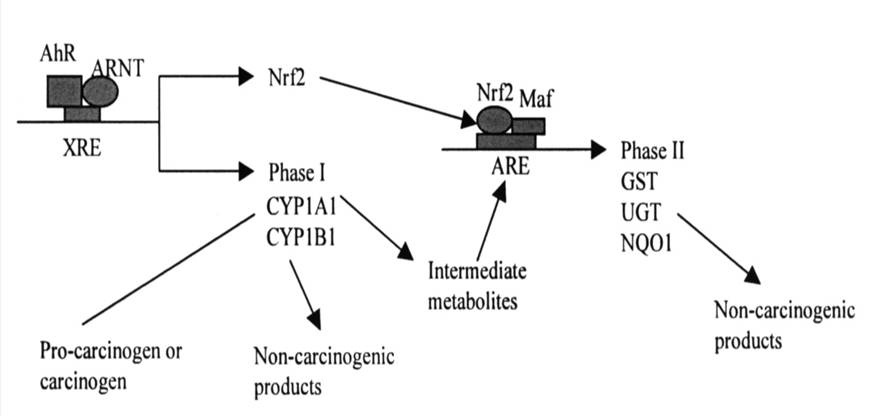 AhR
ARNT
XRE
Nrf2
Phase I
CYP1A1
CYP1B1
Pro-carcinogen or
carcinogen
Non-carcinogenic
products
Intermediate
metabolites
Nrf2 Maf
ARE
Phase II
GST
UGT
NQO1
Non-carcinogenic
products